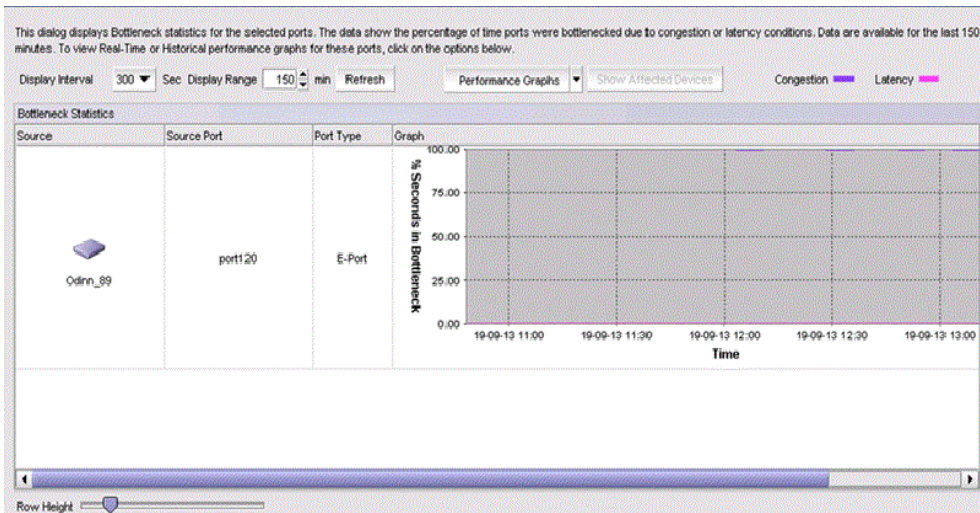 This dialog displays Bottleneck statistics for the selected ports. The data show the percentage of time ports were bottlenecked due to congestion or latency conditions. Data are available for the last 150
minutes. To view Real-Time or Historical performance graphs for these ports, click on the options below.
Display Interval 300 Sec Display Range 150 min Refresh Performance Graphs Show Affected Devices Congestion Latency
Bottleneck Statistics
Source Source Port Port Type Graph
Odinn_89 port120 E-Port
% Seconds in Bottleneck
100.00
75.00
50.00
25.00
0.00
19-09-13 11:00 19-09-13 11:30 19-09-13 12:00 19-09-13 12:30 19-09-13 13:00
Time
Row Height